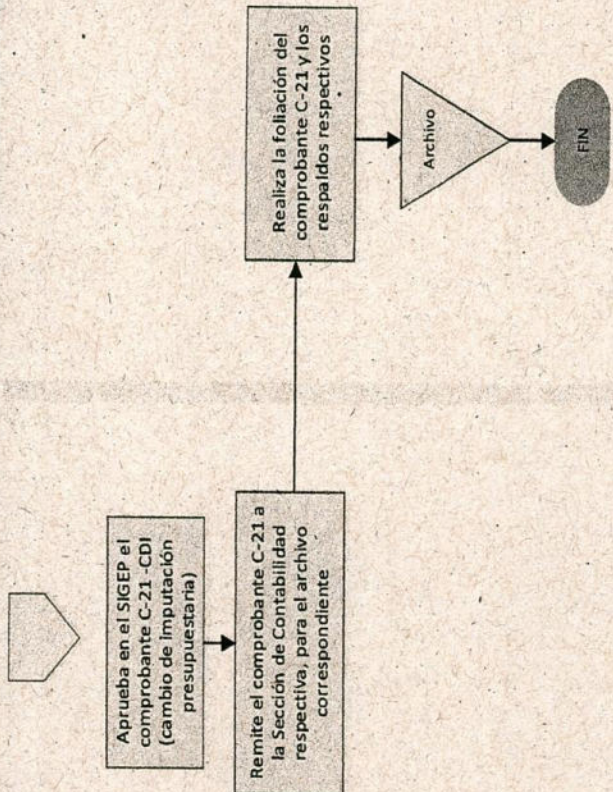 Aprueba en el SIGEP el
comprobante C-21 -CDI
(cambio de imputación
presupuestaria)
Remite el comprobante C-21 a
la Sección de Contabilidad
respectiva, para el archivo
correspondiente
Realiza la foliación del
comprobante C-21 y los
respaldos respectivos
Archivo
FIN